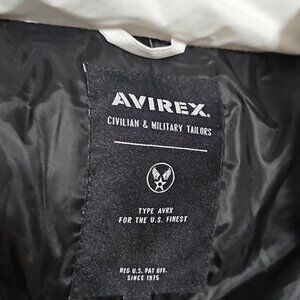 AVIREX.
CIVILIAN & MILITARY TAILORS
TYPE AVRX
FOR THE U.S. FINEST
REG U.S. PAT OFF.
SINCE 1975